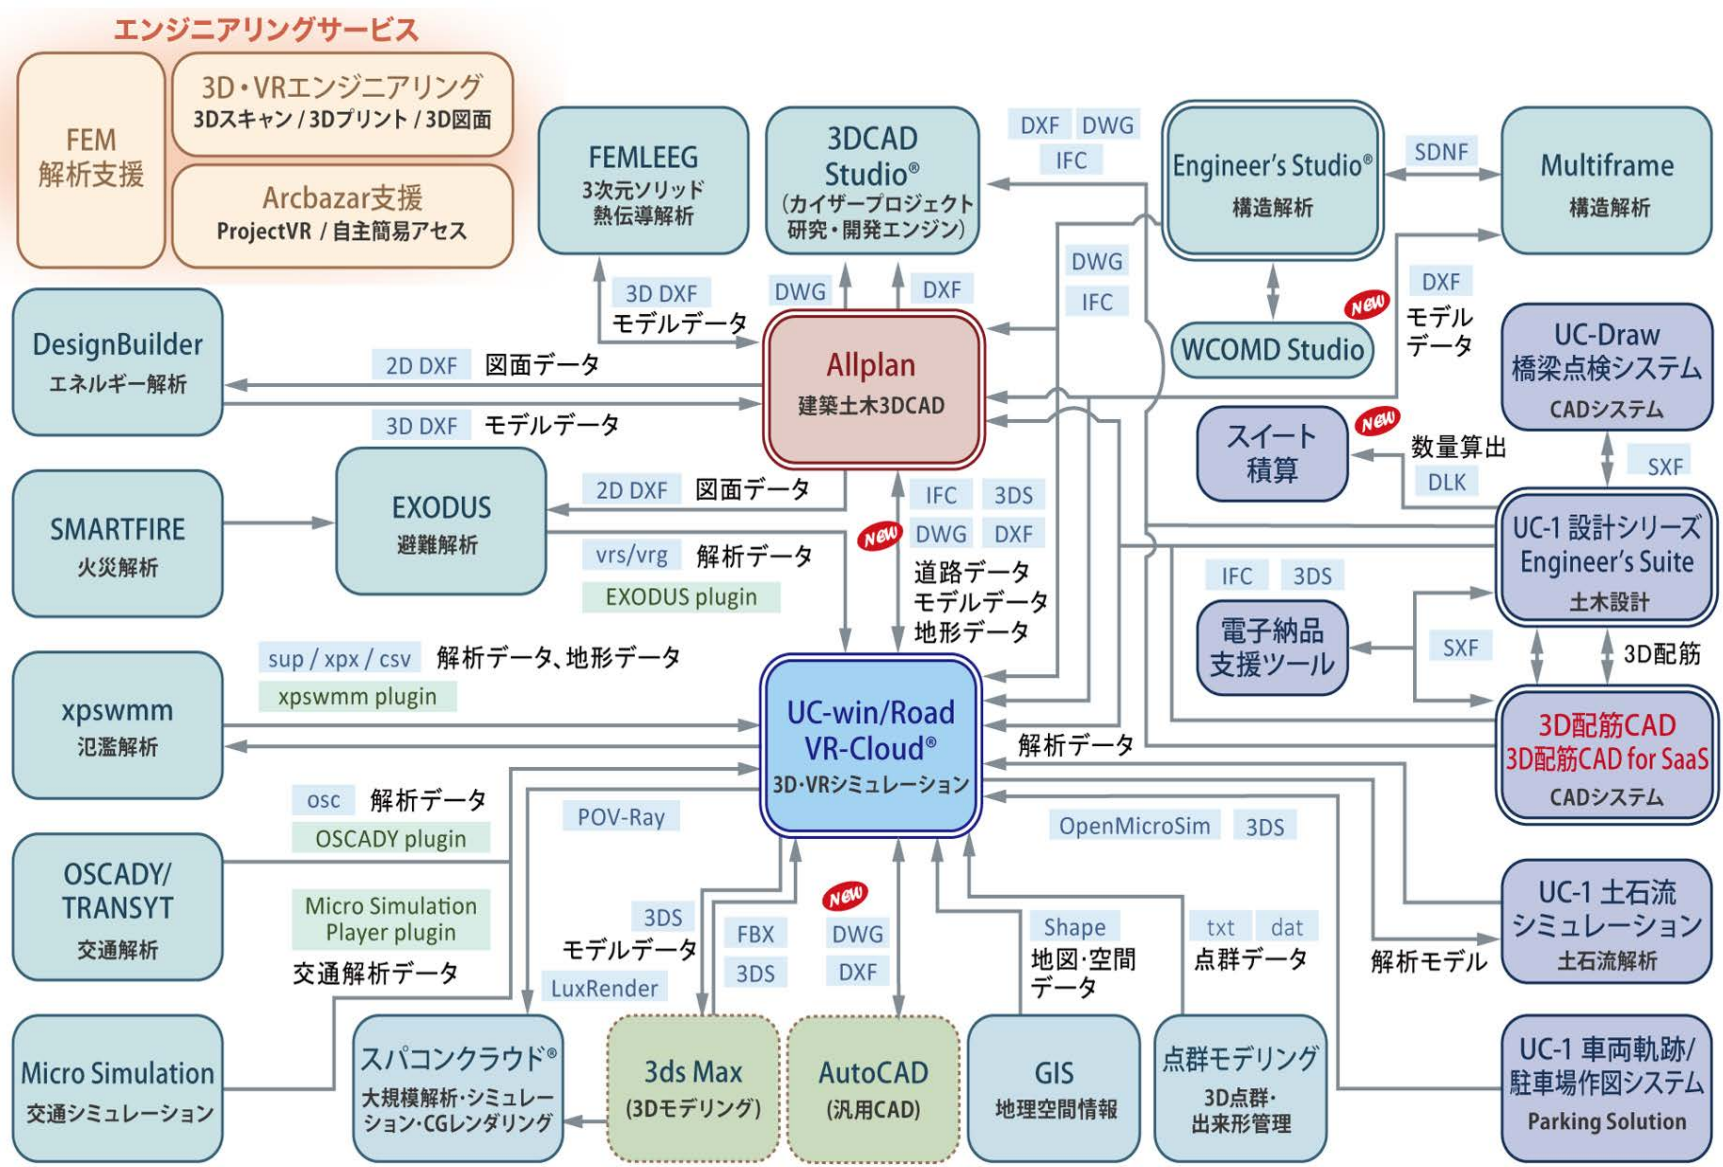 エンジニアリングサービス
FEM
解析支援
3D・VRエンジニアリング
3Dスキャン / 3Dプリント / 3D図面
Arcbazar支援
ProjectVR / 自主簡易アセス
FEMLEEG
3次元ソリッド
熱伝導解析
3DCAD
Studio®
(カイザープロジェクト
研究・開発エンジン)
DXF DWG
IFC
Engineer's Studio®
構造解析
SDNF
Multiframe
構造解析
3D DXF
モデルデータ
DWG
DXF
DWG
IFC
NEW
WCOMD Studio
DXF
モデル
データ
UC-Draw
橋梁点検システム
CADシステム
DesignBuilder
エネルギー解析
2D DXF 図面データ
3D DXF モデルデータ
Allplan
建築土木3DCAD
スイート
積算
NEW
数量算出
DLK
SXF
SMARTFIRE
火災解析
EXODUS
避難解析
2D DXF 図面データ
vrs/vrg 解析データ
EXODUS plugin
NEW
IFC 3DS
DWG DXF
道路データ
モデルデータ
地形データ
UC-1 設計シリーズ
Engineer's Suite
土木設計
IFC 3DS
電子納品
支援ツール
SXF
3D配筋
xpswmm
氾濫解析
sup / xpx / csv 解析データ、地形データ
xpswmm plugin
UC-win/Road
VR-Cloud®
3D・VRシミュレーション
解析データ
3D配筋CAD
3D配筋CAD for SaaS
CADシステム
OSCADY/
TRANSYT
交通解析
osc 解析データ
OSCADY plugin
Micro Simulation
Player plugin
交通解析データ
POV-Ray
LuxRender
3DS
モデルデータ
FBX
3DS
NEW
DWG
DXF
OpenMicroSim 3DS
Shape
地図・空間
データ
txt dat
点群データ
解析モデル
UC-1 土石流
シミュレーション
土石流解析
Micro Simulation
交通シミュレーション
スパコンクラウド®
大規模解析・シミュレー
ション・CGレンダリング
3ds Max
(3Dモデリング)
AutoCAD
(汎用CAD)
GIS
地理空間情報
点群モデリング
3D点群・
出来形管理
UC-1 車両軌跡/
駐車場作図システム
Parking Solution